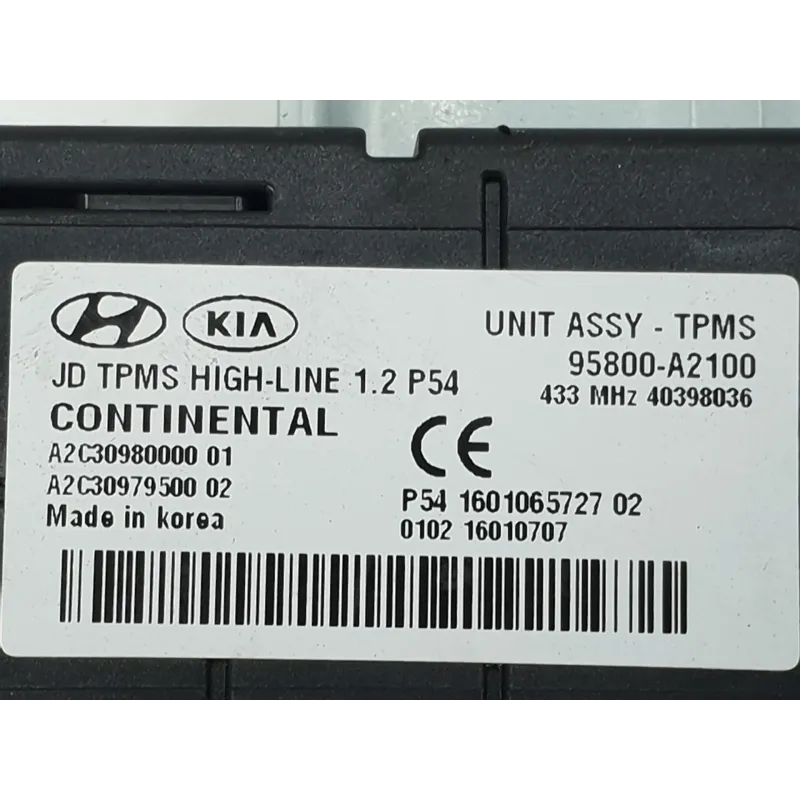 KIA
JD TPMS HIGH-LINE 1.2 P54
CONTINENTAL
A2C30980000 01
A2C30979500 02
Made in korea
UNIT ASSY - TPMS
95800-A2100
433 MHz 40398036
CE
P54 1601065727 02
0102 16010707